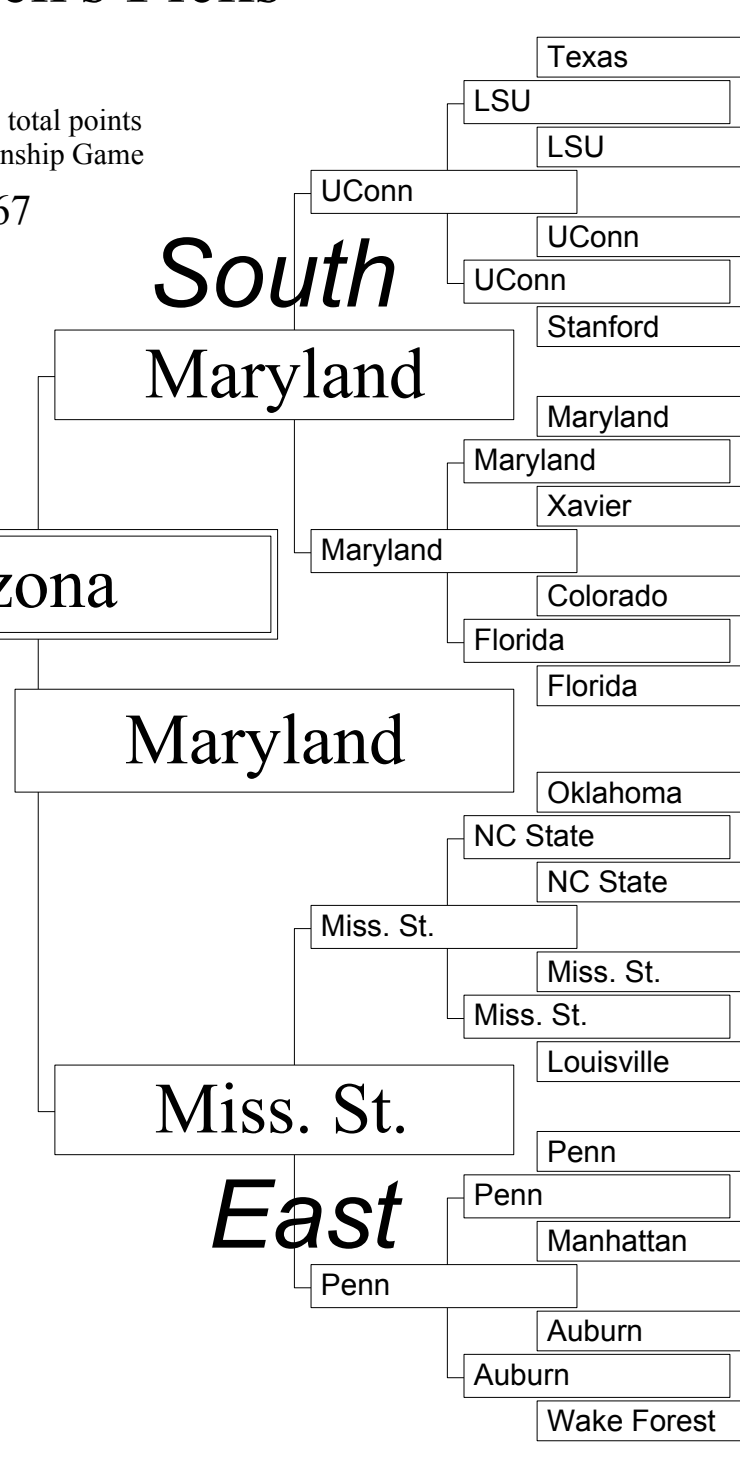 Texas
LSU
total points
LSU
nship Game
UConn
67
UConn
South
UConn
Stanford
Maryland
Maryland
Maryland
Xavier
Maryland
zona
Colorado
Florida
Florida
Maryland
Oklahoma
NC State
NC State
Miss. St.
Miss. St.
Miss. St.
Louisville
Miss. St.
Penn
East
Penn
Manhattan
Penn
Auburn
Auburn
Wake Forest